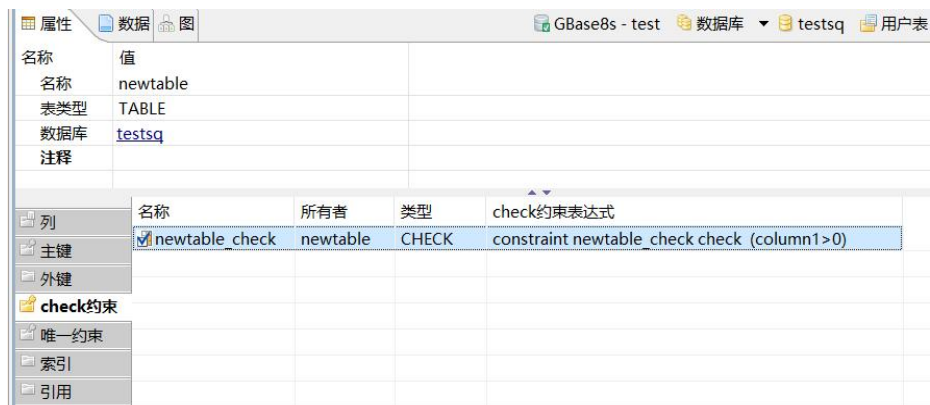 属性 数据 图 GBase8s - test 数据库 testsq 用户表
名称 值
名称 newtable
表类型 TABLE
数据库 testsq
注释
名称 所有者 类型 check约束表达式
newtable_check newtable CHECK constraint newtable_check check (column1>0)
列
主键
外键
check约束
唯一约束
索引
引用